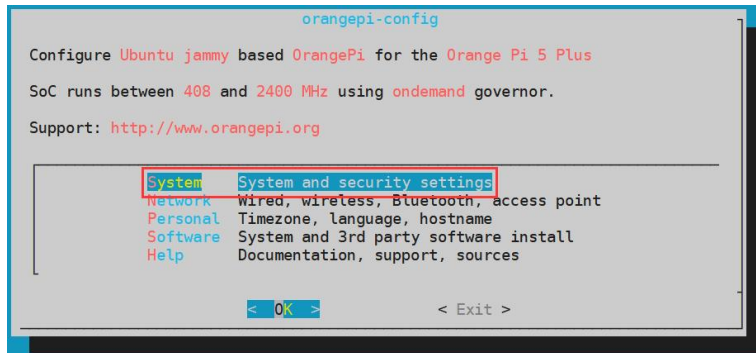 orangepi-config
Configure Ubuntu jammy based OrangePi for the Orange Pi 5 Plus
SoC runs between 408 and 2400 MHz using ondemand governor.
Support: http://www.orangepi.org
System System and security settings
Network Wired, wireless, Bluetooth, access point
Personal Timezone, language, hostname
Software System and 3rd party software install
Help Documentation, support, sources
< OK > < Exit >